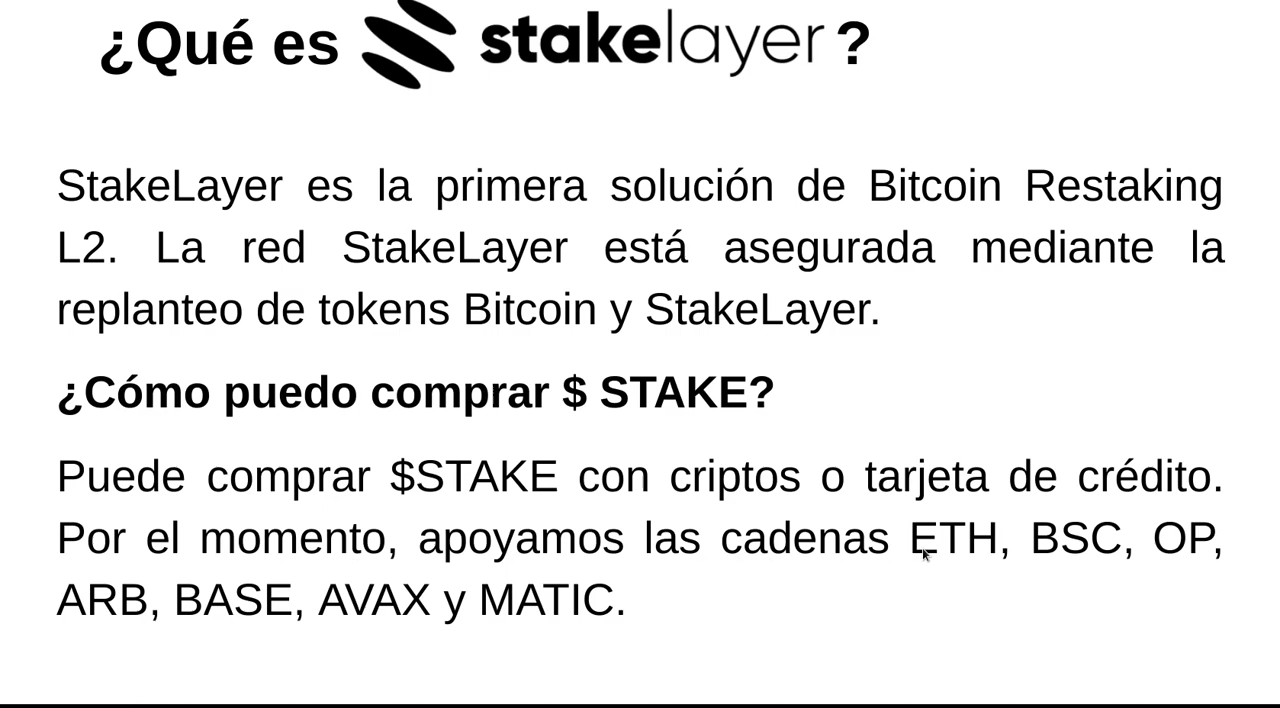 ¿Qué es stakelayer ?
StakeLayer es la primera solución de Bitcoin Restaking
L2. La red StakeLayer está asegurada mediante la
replanteo de tokens Bitcoin y StakeLayer.
¿Cómo puedo comprar $ STAKE?
Puede comprar $STAKE con criptos o tarjeta de crédito.
Por el momento, apoyamos las cadenas ETH, BSC, OP,
ARB, BASE, AVAX y MATIC.